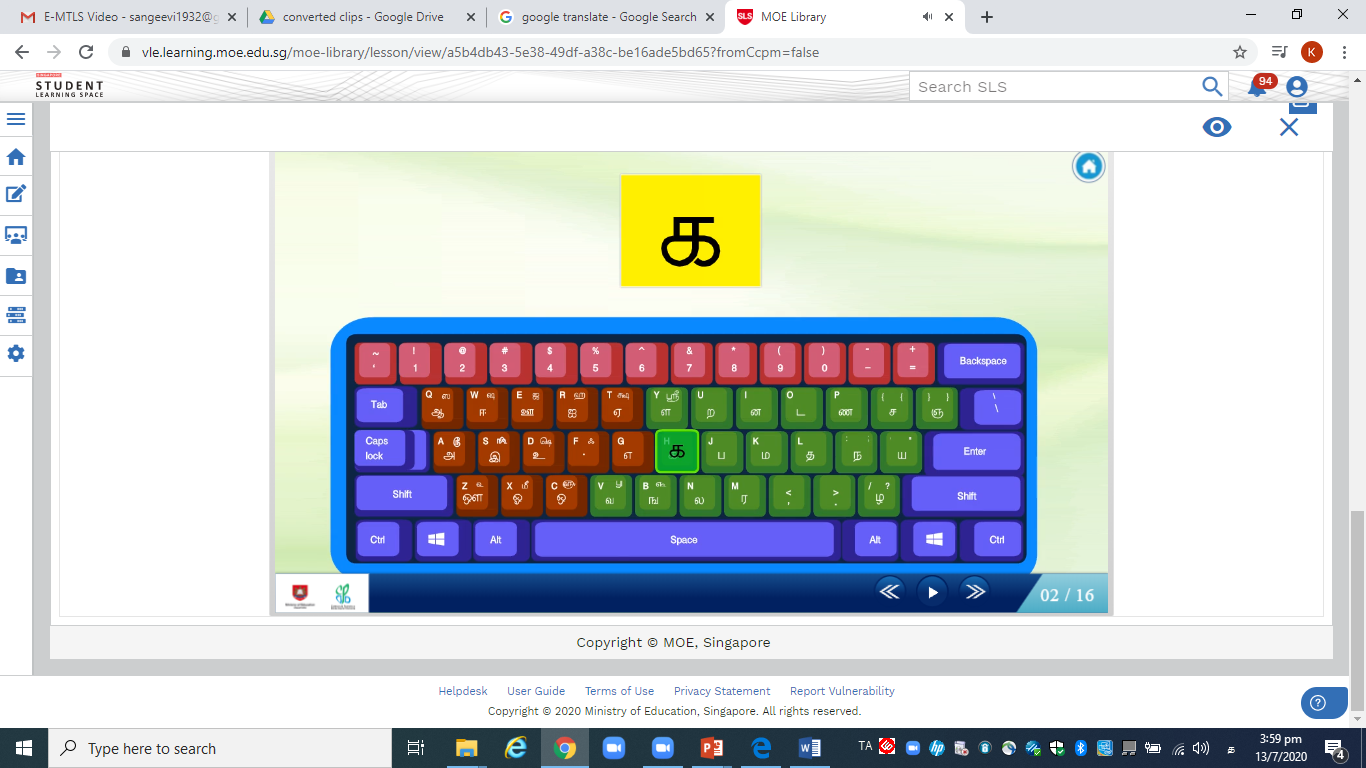 E-MTLS Video - sangeevi1932@g
converted clips - Google Drive
google translate - Google Search
SLS MOE Library
vle.learning.moe.edu.sg/moe-library/lesson/view/a5b4db43-5e38-49df-a38c-be16ade5bd65?fromCcpm=false
K
STUDENT
LEARNING SPACE
Search SLS
94
க
~ ! @ # $ % ^ & * ( ) - +
' 1 2 3 4 5 6 7 8 9 0 – =
Backspace
Tab
Q ஸ W ஷ E ஜ R ஹ T க்ஷ Y ஸ்ரீ U I O P { { } } \
ஆ ஈ ஊ ஐ ஏ ள ற ன ட ண ச ஞ \
Caps
lock
A S D F ஃ G H J K L : ; ' "
அ இ உ . எ க ப ம த ந ய
Enter
Shift
Z X C V B N M < > / ?
ஔ ஓ ஒ வ ங ல ர , . ழ
Shift
Ctrl Alt Space Alt Ctrl
02 / 16
Copyright © MOE, Singapore
Helpdesk User Guide Terms of Use Privacy Statement Report Vulnerability
Copyright © 2020 Ministry of Education, Singapore. All rights reserved.
Type here to search
TA
3:59 pm
13/7/2020
4